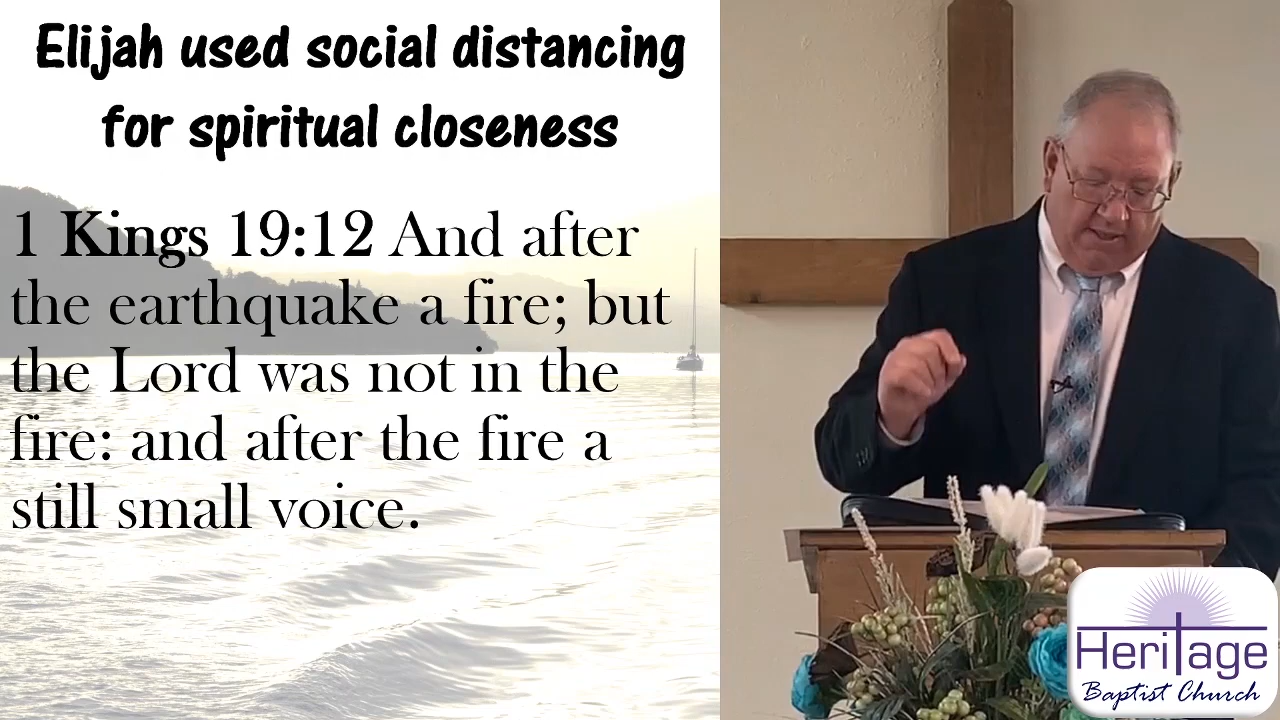 Elijah used social distancing
for spiritual closeness
1 Kings 19:12 And after
the earthquake a fire; but
the Lord was not in the
fire: and after the fire a
still small voice.
Heritage
Baptist Church